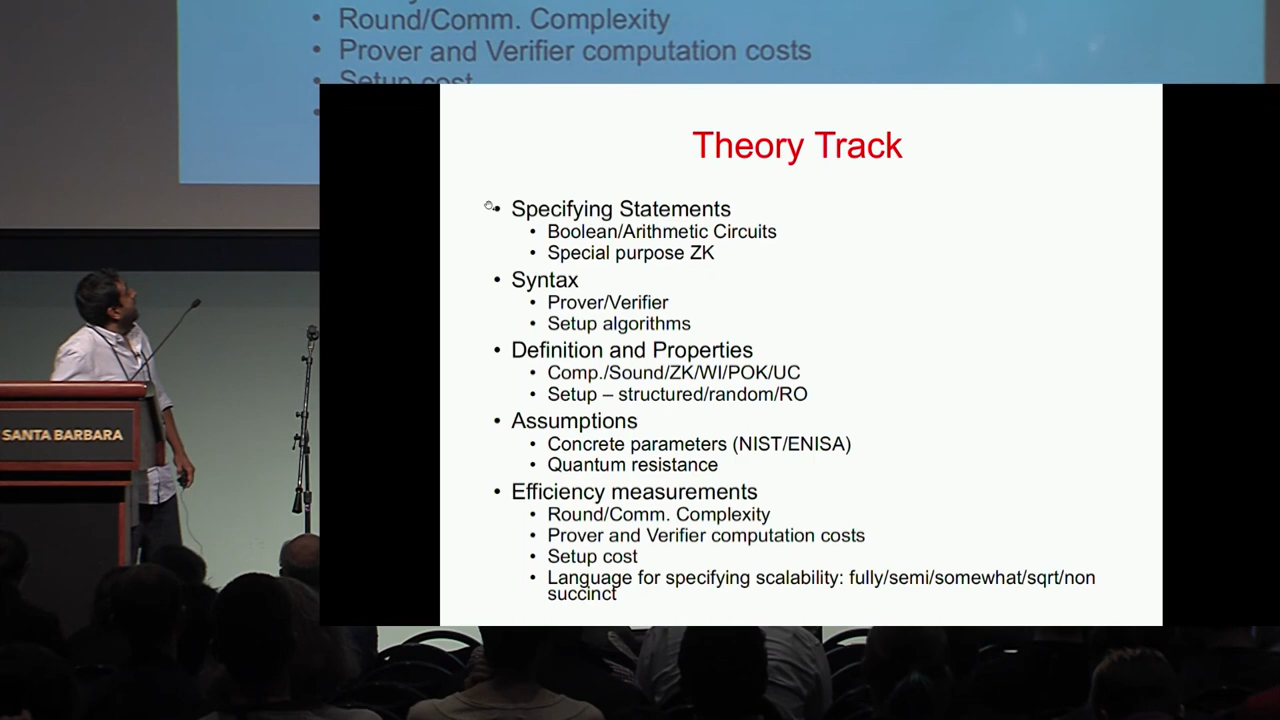 • Round/Comm. Complexity
• Prover and Verifier computation costs
• Setup cost
Theory Track
• Specifying Statements
• Boolean/Arithmetic Circuits
• Special purpose ZK
• Syntax
• Prover/Verifier
• Setup algorithms
• Definition and Properties
• Comp./Sound/ZK/WI/POK/UC
• Setup – structured/random/RO
• Assumptions
• Concrete parameters (NIST/ENISA)
• Quantum resistance
• Efficiency measurements
• Round/Comm. Complexity
• Prover and Verifier computation costs
• Setup cost
• Language for specifying scalability: fully/semi/somewhat/sqrt/non
succinct
SANTA BARBARA